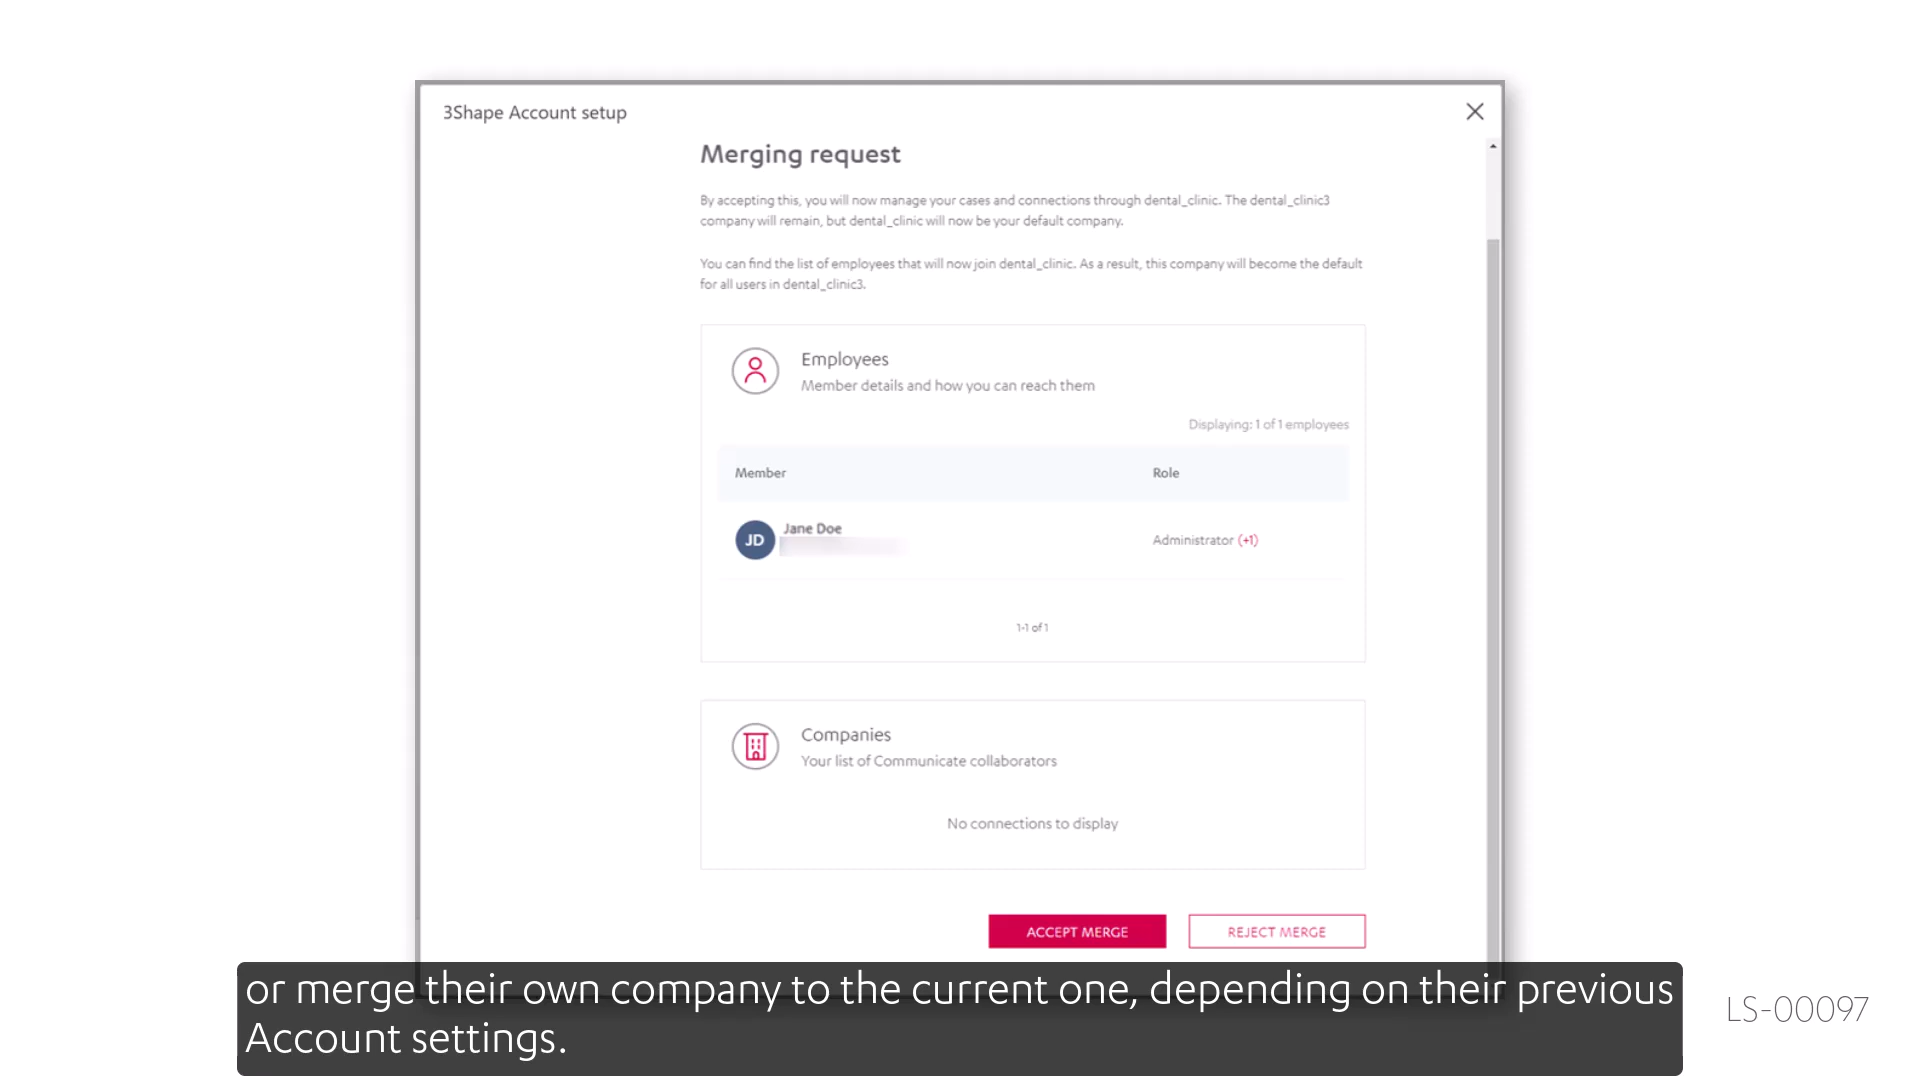 3Shape Account setup
Merging request
By accepting this, you will now manage your cases and connections through dental_clinic. The dental_clinic3
company will remain, but dental_clinic will now be your default company.
You can find the list of employees that will now join dental_clinic. As a result, this company will become the default
for all users in dental_clinic3.
Employees
Member details and how you can reach them
Displaying: 1 of 1 employees
Member Role
JD Jane Doe
Administrator (+1)
1-1 of 1
Companies
Your list of Communicate collaborators
No connections to display
ACCEPT MERGE REJECT MERGE
or merge their own company to the current one, depending on their previous
Account settings.
LS-00097